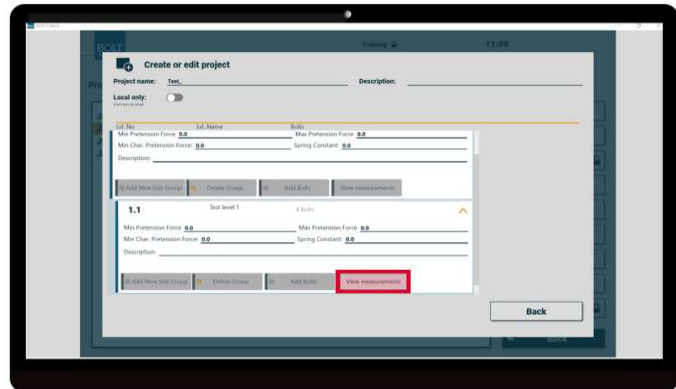 Bolt Check
BOLT
Training
11:09
Create or edit project
Project name: Test_
Description:
Local only:
Lvl. No Lvl. Name Bolts
Min Pretension Force 0.0 Max Pretension Force 0.0
Min Char. Pretension Force 0.0 Spring Constant 0.0
Description:
Add New Sub Group Delete Group Add Bolts View measurements
1.1 Test level 1 Bolts
Min Pretension Force 0.0 Max Pretension Force 0.0
Min Char. Pretension Force 0.0 Spring Constant 0.0
Description:
Add New Sub Group Delete Group Add Bolts View measurements
Back
Back